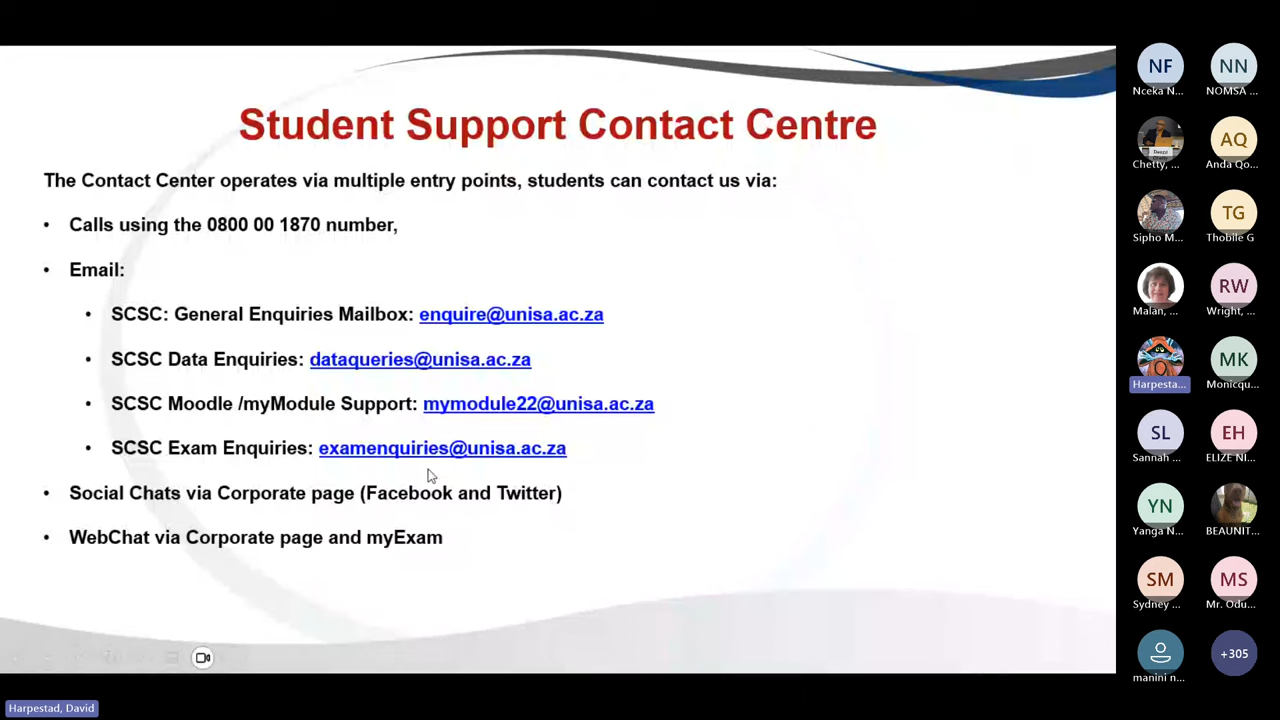 Student Support Contact Centre
The Contact Center operates via multiple entry points, students can contact us via:
• Calls using the 0800 00 1870 number,
• Email:
• SCSC: General Enquiries Mailbox: enquire@unisa.ac.za
• SCSC Data Enquiries: dataqueries@unisa.ac.za
• SCSC Moodle /myModule Support: mymodule22@unisa.ac.za
• SCSC Exam Enquiries: examenquiries@unisa.ac.za
• Social Chats via Corporate page (Facebook and Twitter)
• WebChat via Corporate page and myExam
NF
Nceka N...
NN
NOMSA ...
Chetty, ...
AQ
Anda Qo...
Sipho M...
TG
Thobile G
Malan, ...
RW
Wright, ...
Harpesta...
MK
Monicqu...
SL
Sannah ...
EH
ELIZE NI...
YN
Yanga N...
BEAUNIT...
SM
Sydney ...
MS
Mr. Odu...
manini n...
+305
Harpestad, David